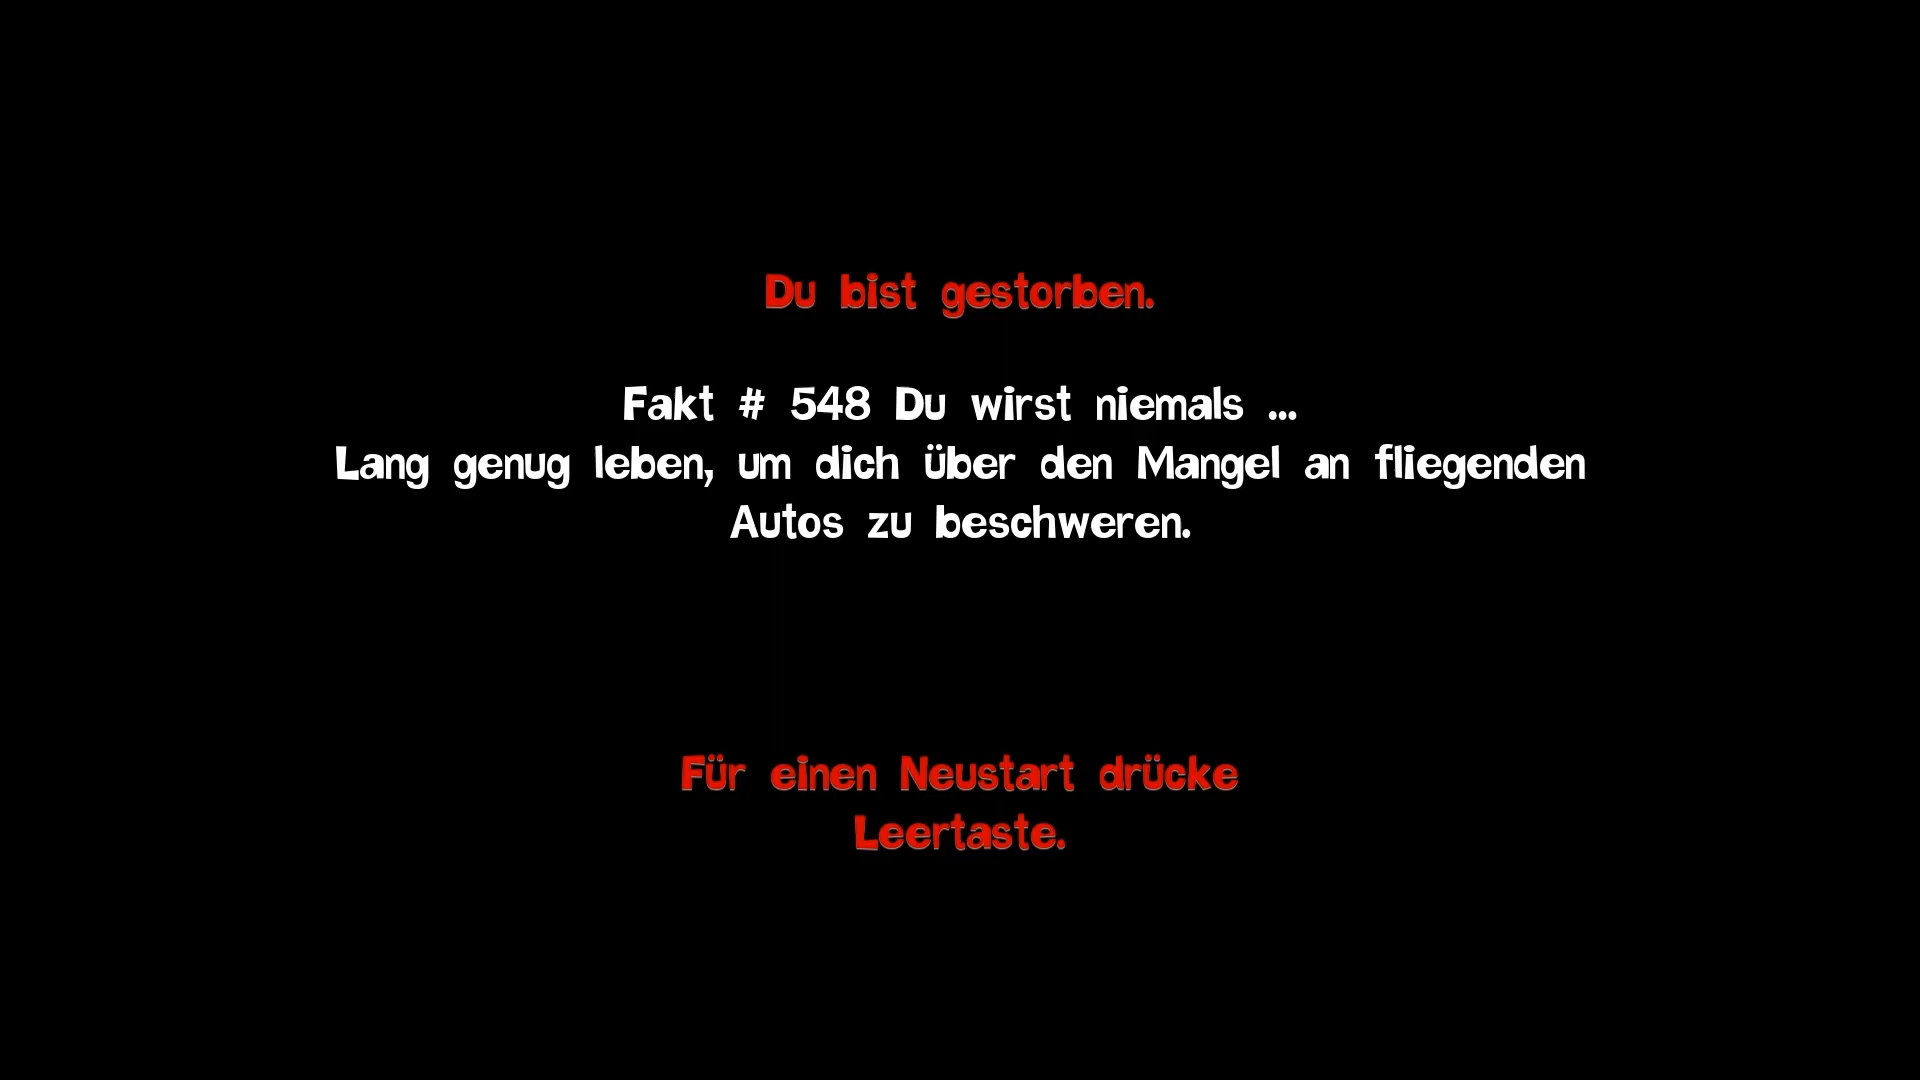 Du bist gestorben.
Fakt # 548 Du wirst niemals ...
Lang genug leben, um dich über den Mangel an fliegenden
Autos zu beschweren.
Für einen Neustart drücke
Leertaste.